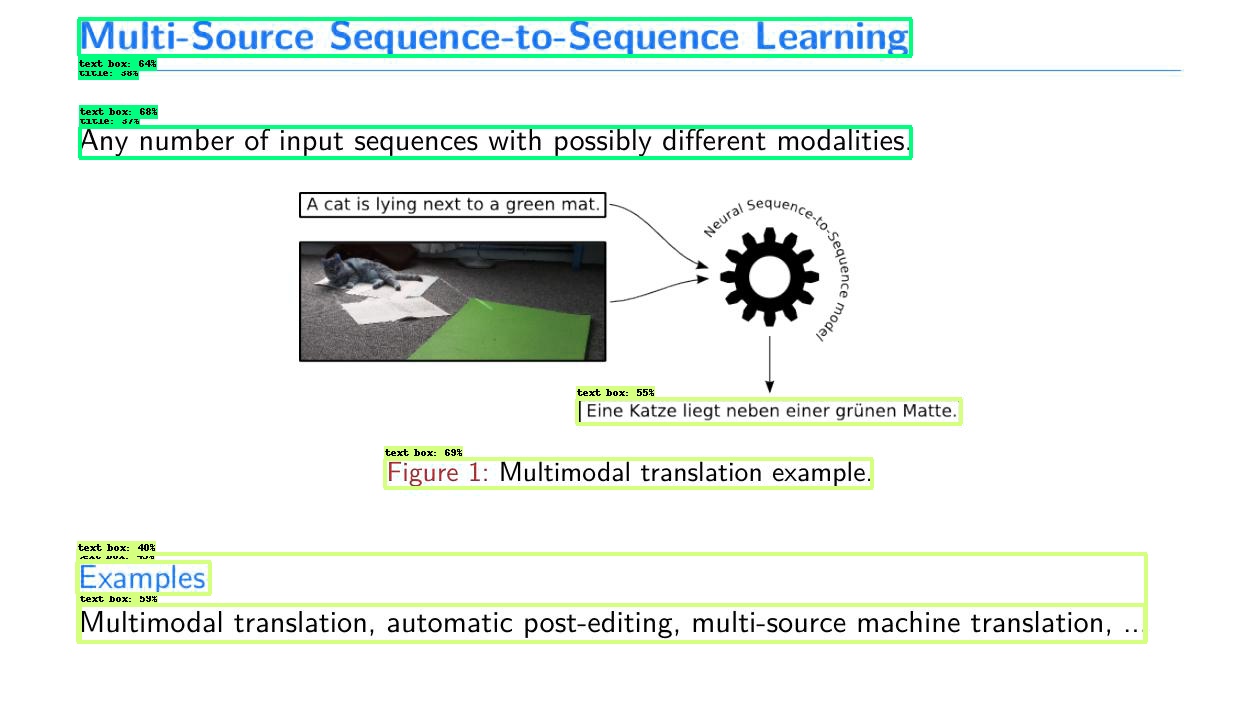 Multi-Source Sequence-to-Sequence Learning
text box: 64%
title: 38%
text box: 68%
title: 37%
Any number of input sequences with possibly different modalities.
A cat is lying next to a green mat.
Neural Sequence-to-Sequence model
text box: 55%
Eine Katze liegt neben einer grünen Matte.
text box: 69%
Figure 1: Multimodal translation example.
text box: 40%
text box:
Examples
text box: 59%
Multimodal translation, automatic post-editing, multi-source machine translation, ...